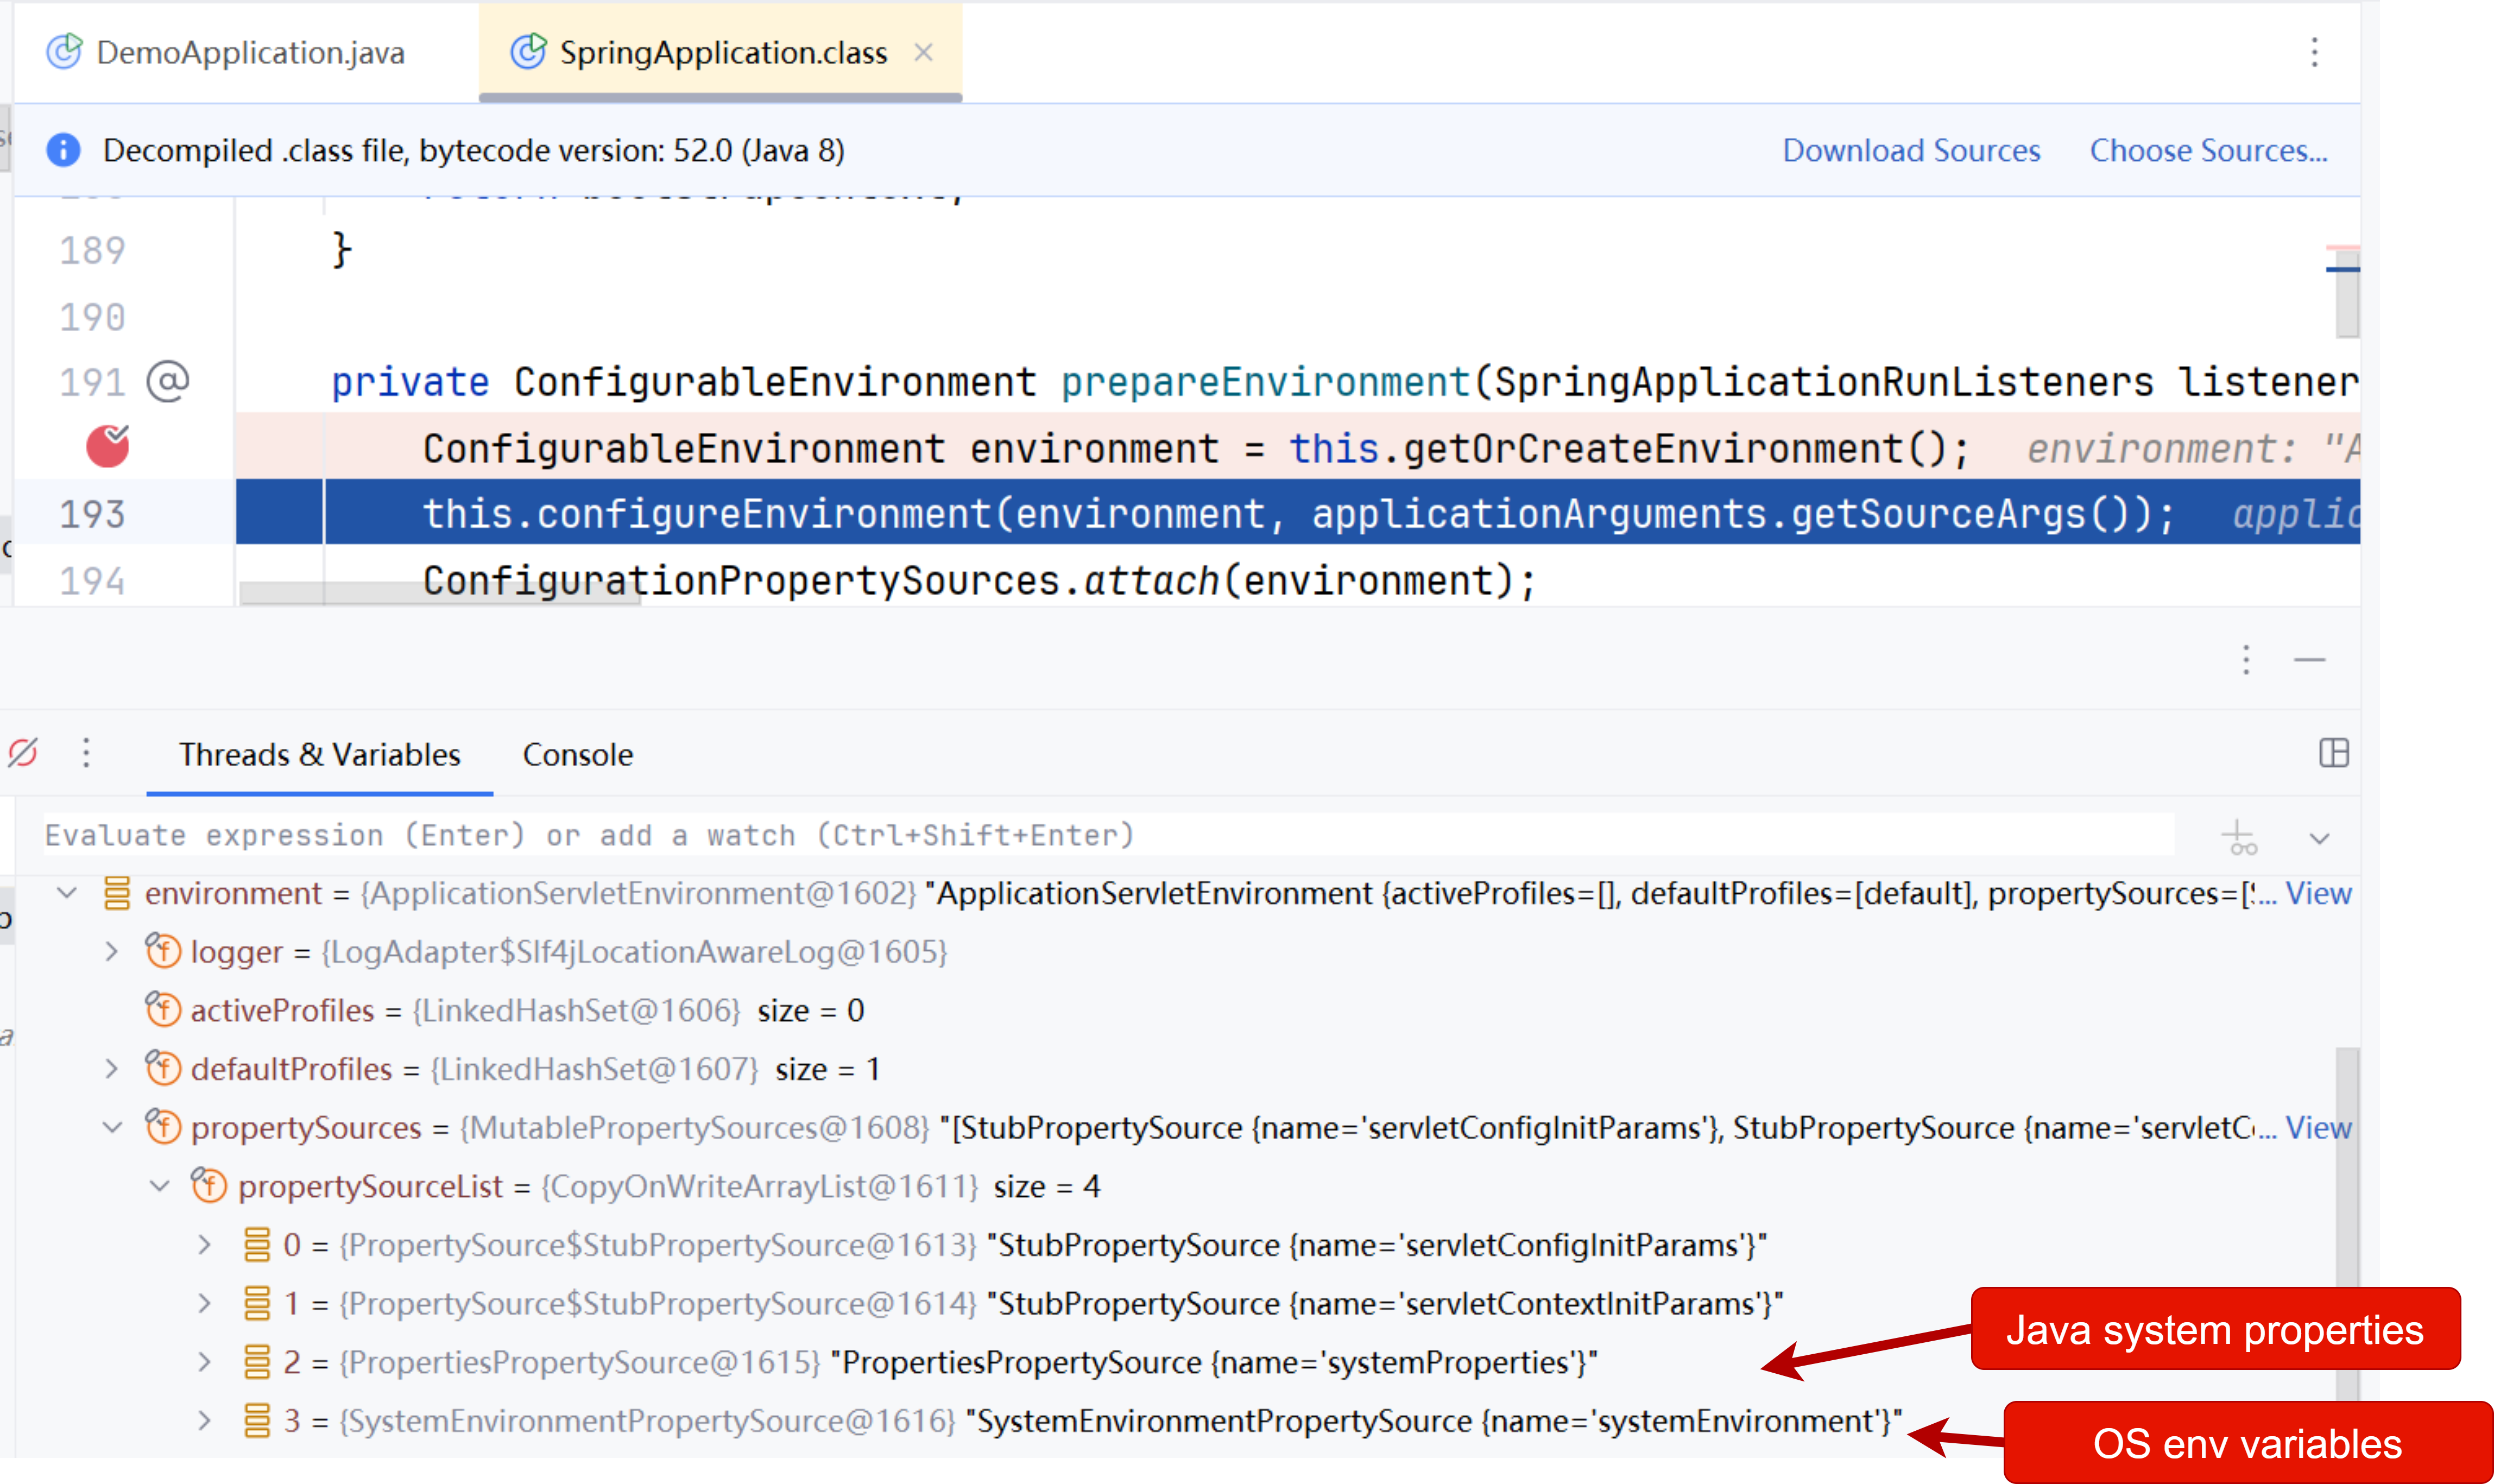 DemoApplication.java
SpringApplication.class
Decompiled .class file, bytecode version: 52.0 (Java 8)
Download Sources
Choose Sources...
189 }
190
191 private ConfigurableEnvironment prepareEnvironment(SpringApplicationRunListeners listener
ConfigurableEnvironment environment = this.getOrCreateEnvironment(); environment: "A
193 this.configureEnvironment(environment, applicationArguments.getSourceArgs()); applic
194 ConfigurationPropertySources.attach(environment);
Threads & Variables
Console
Evaluate expression (Enter) or add a watch (Ctrl+Shift+Enter)
environment = {ApplicationServletEnvironment@1602} "ApplicationServletEnvironment {activeProfiles=[], defaultProfiles=[default], propertySources=[... View
logger = {LogAdapter$Slf4jLocationAwareLog@1605}
activeProfiles = {LinkedHashSet@1606} size = 0
defaultProfiles = {LinkedHashSet@1607} size = 1
propertySources = {MutablePropertySources@1608} "[StubPropertySource {name='servletConfigInitParams'}, StubPropertySource {name='servletC... View
propertySourceList = {CopyOnWriteArrayList@1611} size = 4
0 = {PropertySource$StubPropertySource@1613} "StubPropertySource {name='servletConfigInitParams'}"
1 = {PropertySource$StubPropertySource@1614} "StubPropertySource {name='servletContextInitParams'}"
Java system properties
2 = {PropertiesPropertySource@1615} "PropertiesPropertySource {name='systemProperties'}"
3 = {SystemEnvironmentPropertySource@1616} "SystemEnvironmentPropertySource {name='systemEnvironment'}"
OS env variables